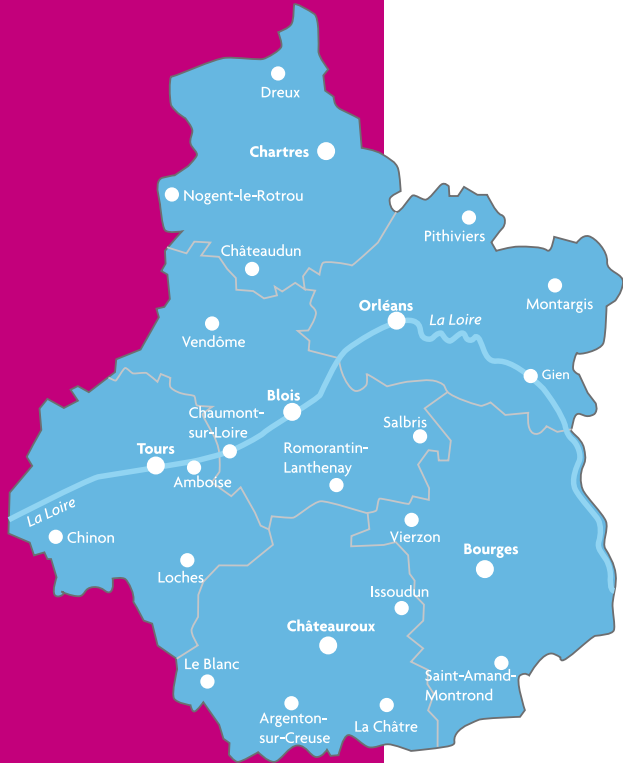 Dreux
Chartres
Nogent-le-Rotrou
Pithiviers
Châteaudun
Montargis
Orléans
La Loire
Vendôme
Gien
Blois
Chaumont-
sur-Loire
Salbris
Tours
Romorantin-
Lanthenay
Amboise
La Loire
Chinon
Vierzon
Bourges
Loches
Issoudun
Châteauroux
Le Blanc
Saint-Amand-
Montrond
Argenton-
sur-Creuse
La Châtre